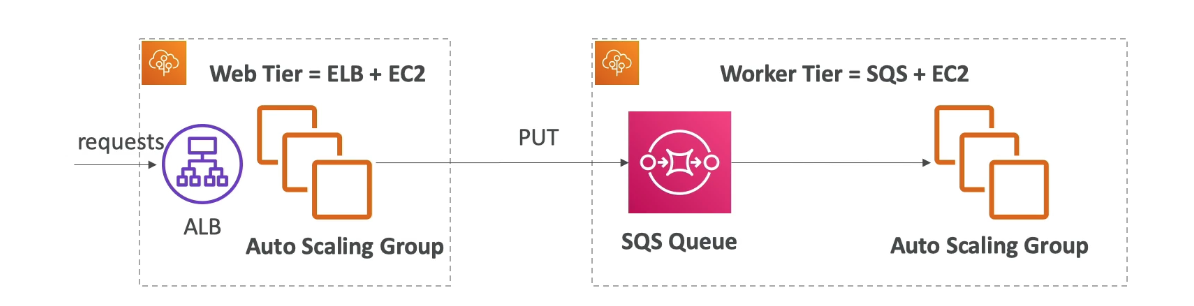 Web Tier = ELB + EC2
requests
ALB
Auto Scaling Group
PUT
Worker Tier = SQS + EC2
SQS Queue
Auto Scaling Group